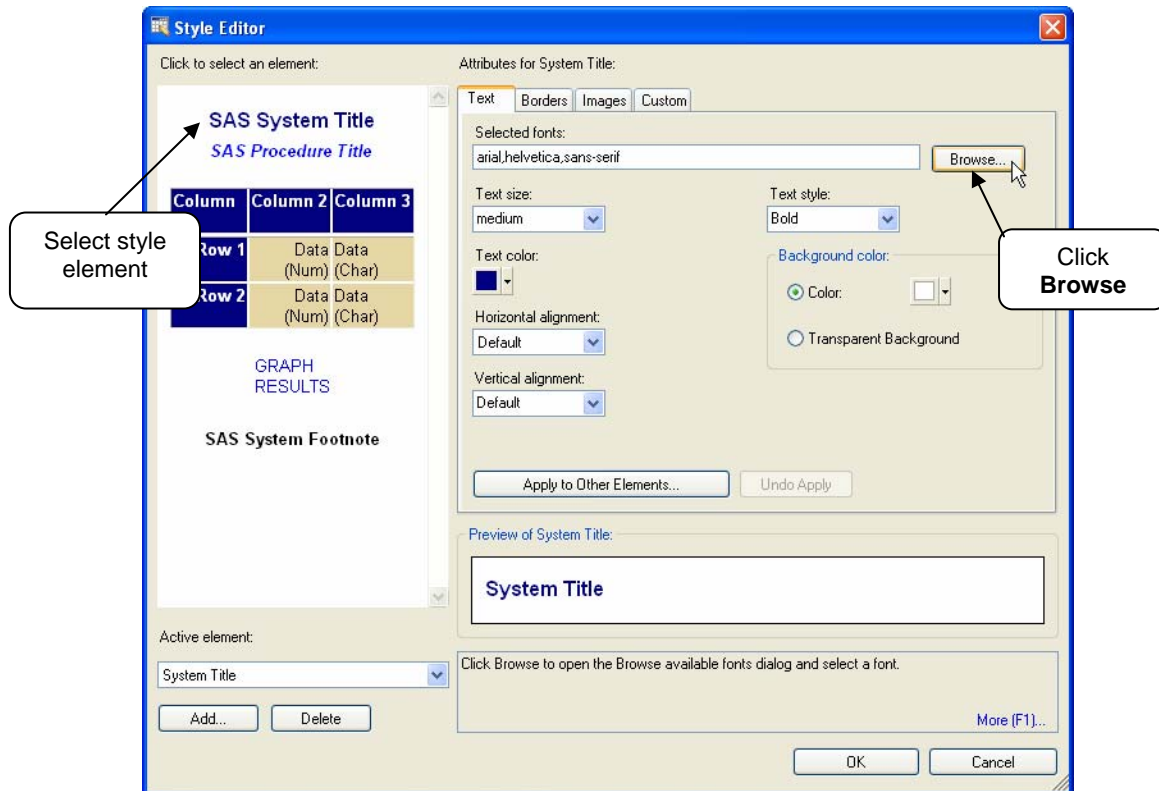 Style Editor
Click to select an element:
SAS System Title
SAS Procedure Title
Column Column 2 Column 3
Row 1 Data Data
(Num) (Char)
Row 2 Data Data
(Num) (Char)
GRAPH
RESULTS
SAS System Footnote
Select style
element
Active element:
System Title
Add... Delete
Attributes for System Title:
Text Borders Images Custom
Selected fonts:
arial,helvetica,sans-serif
Browse...
Text size: Text style:
medium Bold
Text color: Background color:
Color:
Horizontal alignment:
Default
Transparent Background
Vertical alignment:
Default
Click
Browse
Apply to Other Elements... Undo Apply
Preview of System Title:
System Title
Click Browse to open the Browse available fonts dialog and select a font.
More (F1)...
OK Cancel